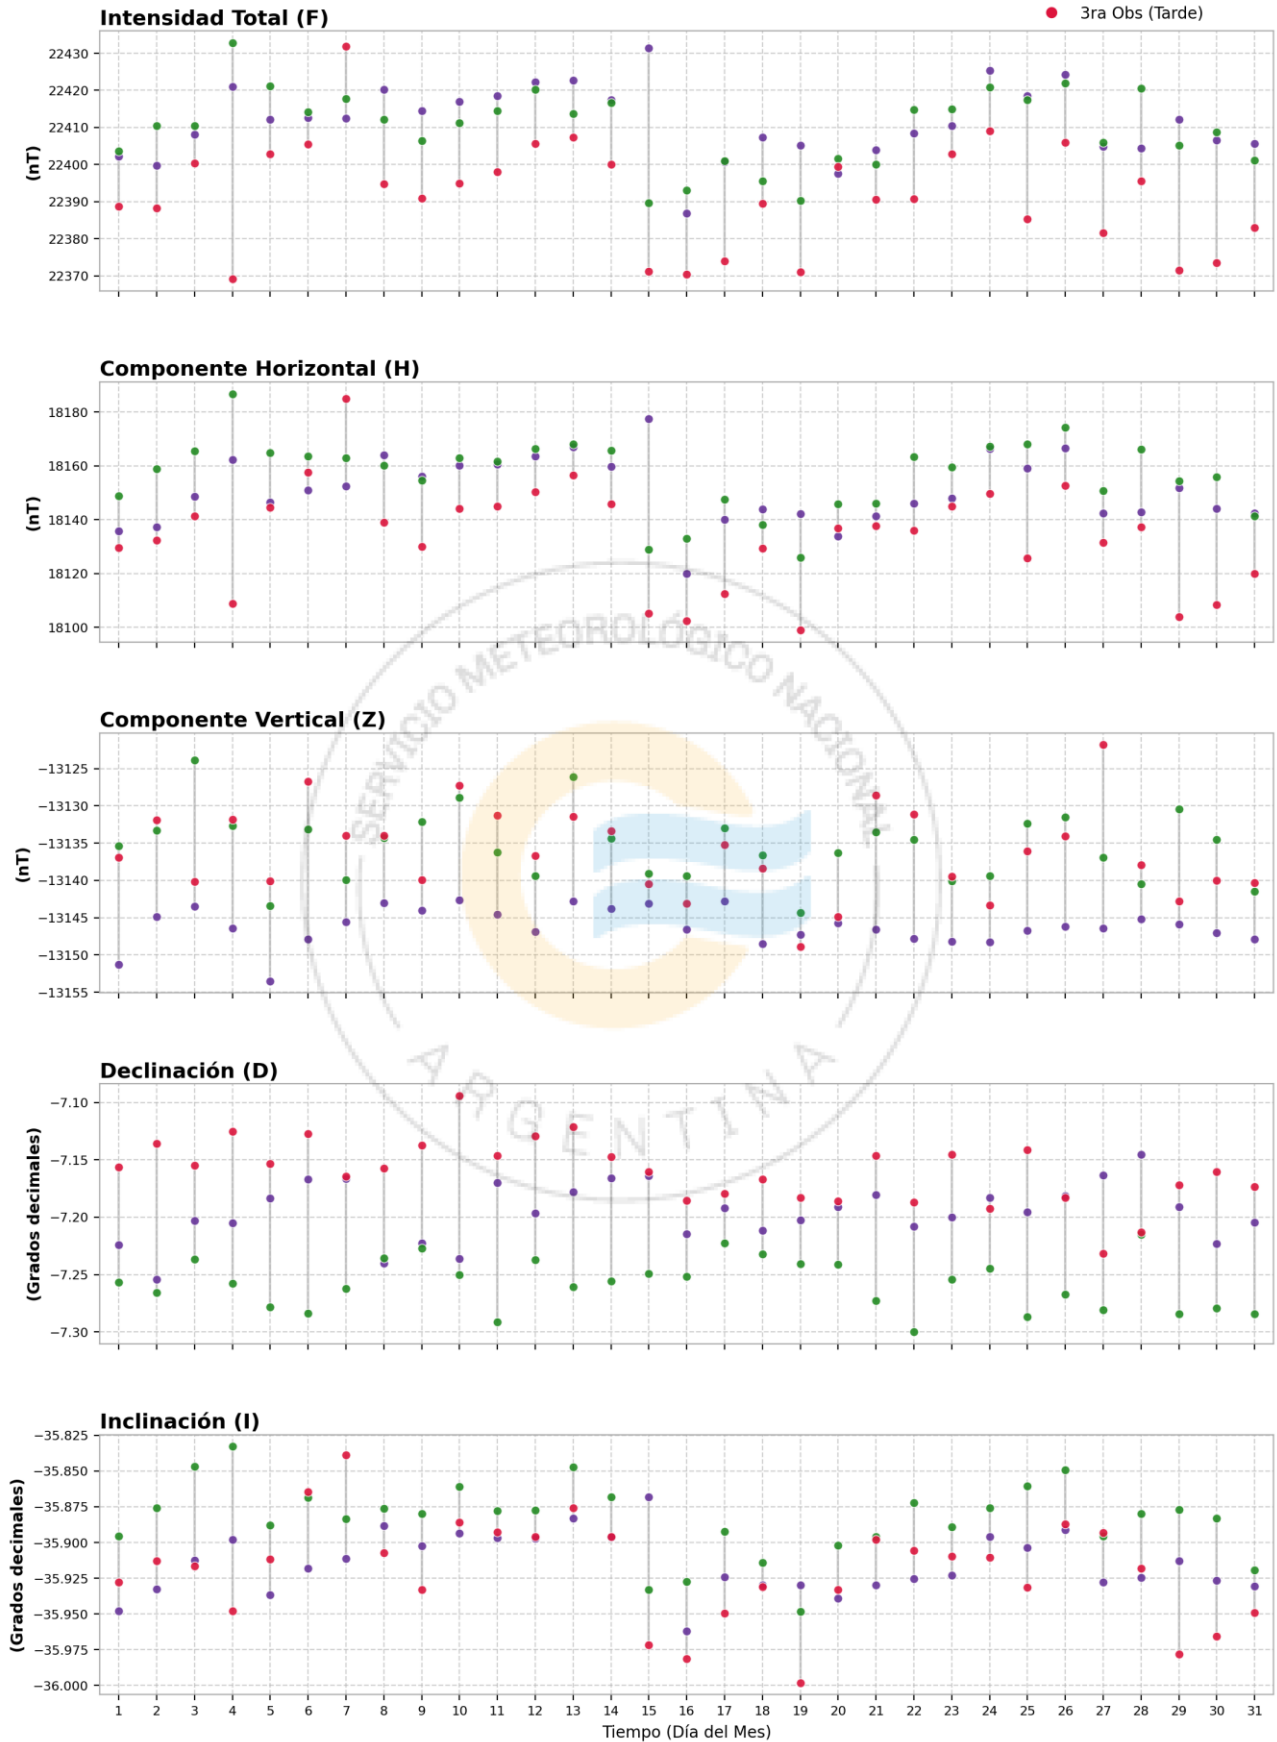 Intensidad Total (F)
3ra Obs (Tarde)
22430
22420
22410
22400
22390
22380
22370
(nT)
Componente Horizontal (H)
18180
18160
18140
18120
18100
(nT)
Componente Vertical (Z)
−13125
−13130
−13135
−13140
−13145
−13150
−13155
(nT)
SERVICIO METEOROLÓGICO NACIONAL
ARGENTINA
Declinación (D)
−7.10
−7.15
−7.20
−7.25
−7.30
(Grados decimales)
Inclinación (I)
−35.825
−35.850
−35.875
−35.900
−35.925
−35.950
−35.975
−36.000
(Grados decimales)
1 2 3 4 5 6 7 8 9 10 11 12 13 14 15 16 17 18 19 20 21 22 23 24 25 26 27 28 29 30 31
Tiempo (Día del Mes)